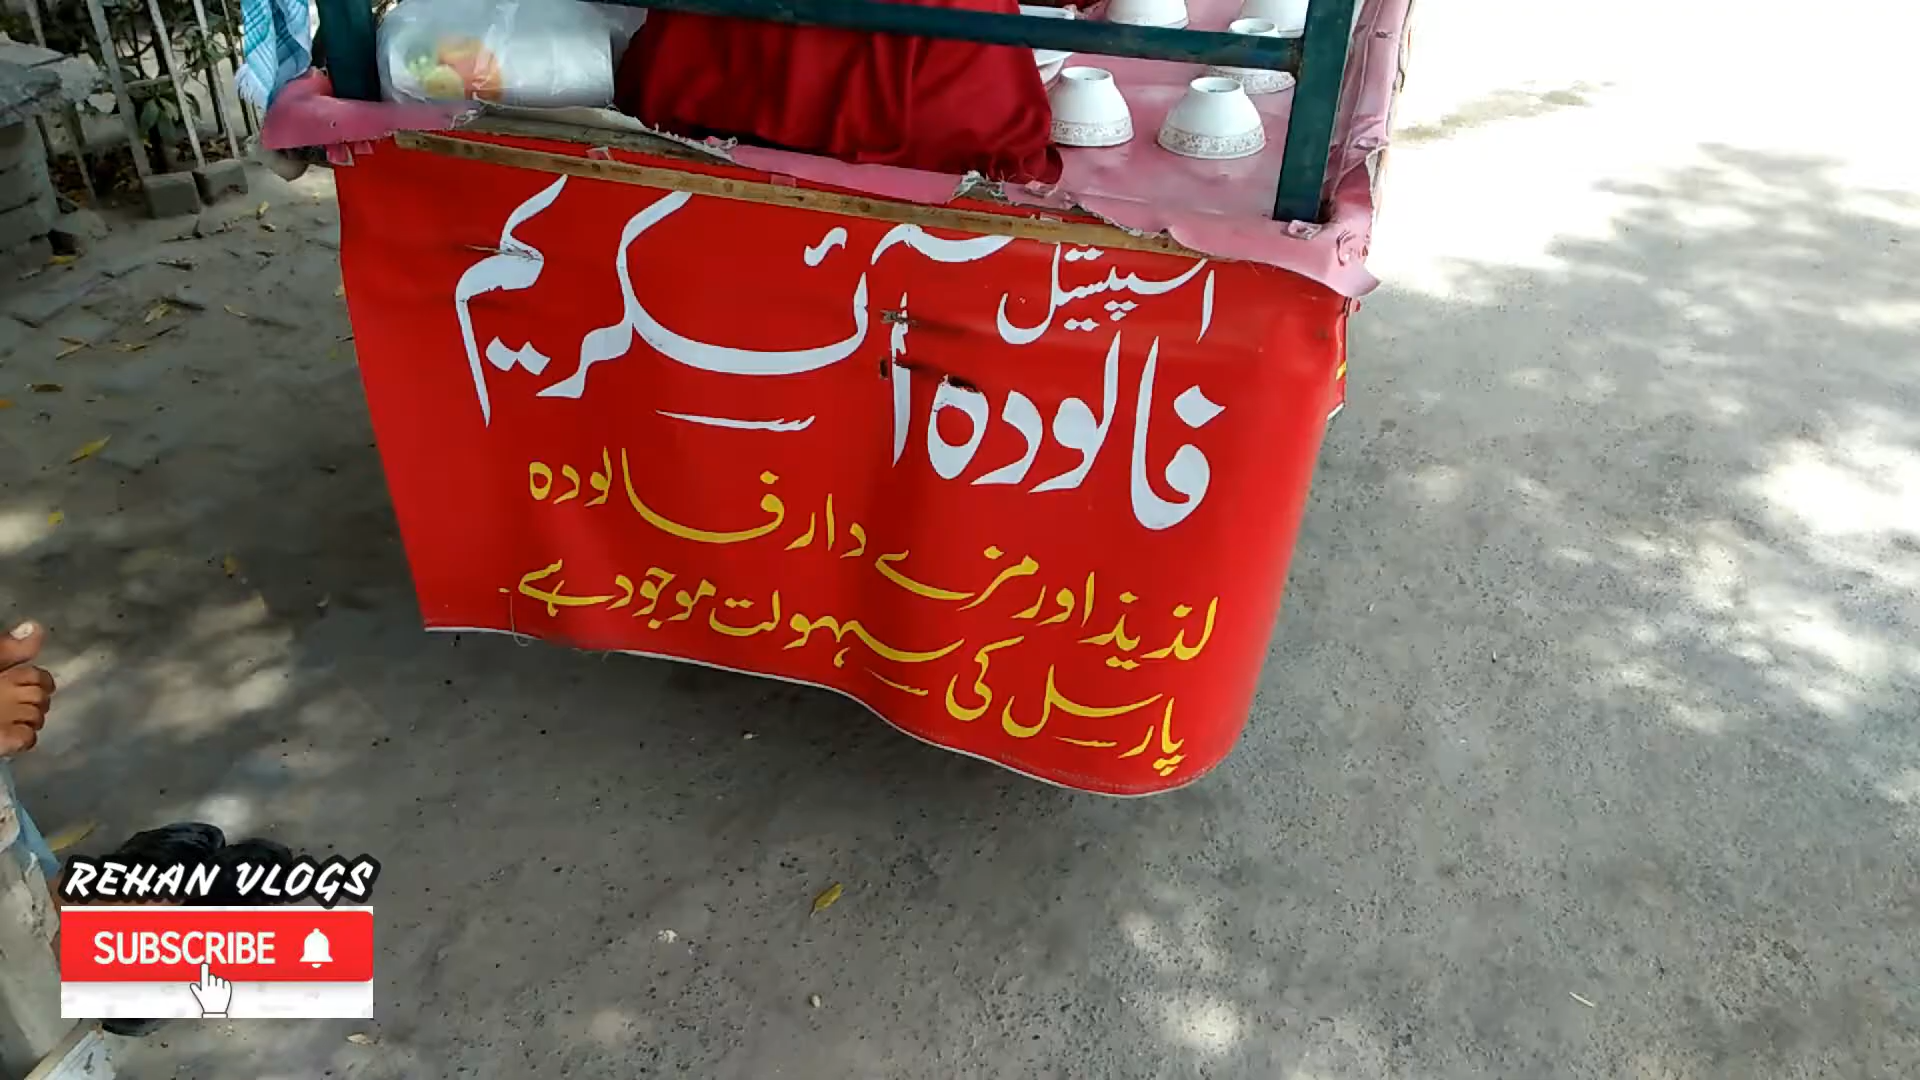 اسپیشل
فالودہ آئسکریم
لذیذ اور مزے دار فالودہ
پارسل کی سہولت موجود ہے
REHAN VLOGS
SUBSCRIBE